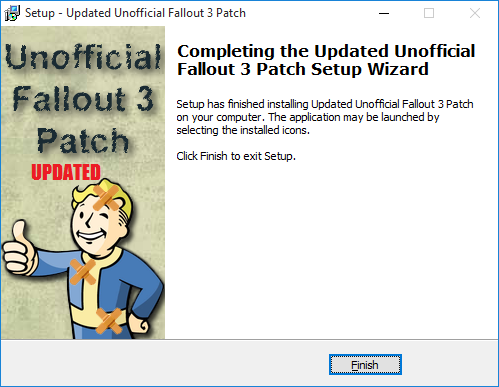 Setup - Updated Unofficial Fallout 3 Patch
Unofficial
Fallout 3
Patch
UPDATED
Completing the Updated Unofficial
Fallout 3 Patch Setup Wizard
Setup has finished installing Updated Unofficial Fallout 3 Patch
on your computer. The application may be launched by
selecting the installed icons.
Click Finish to exit Setup.
Finish